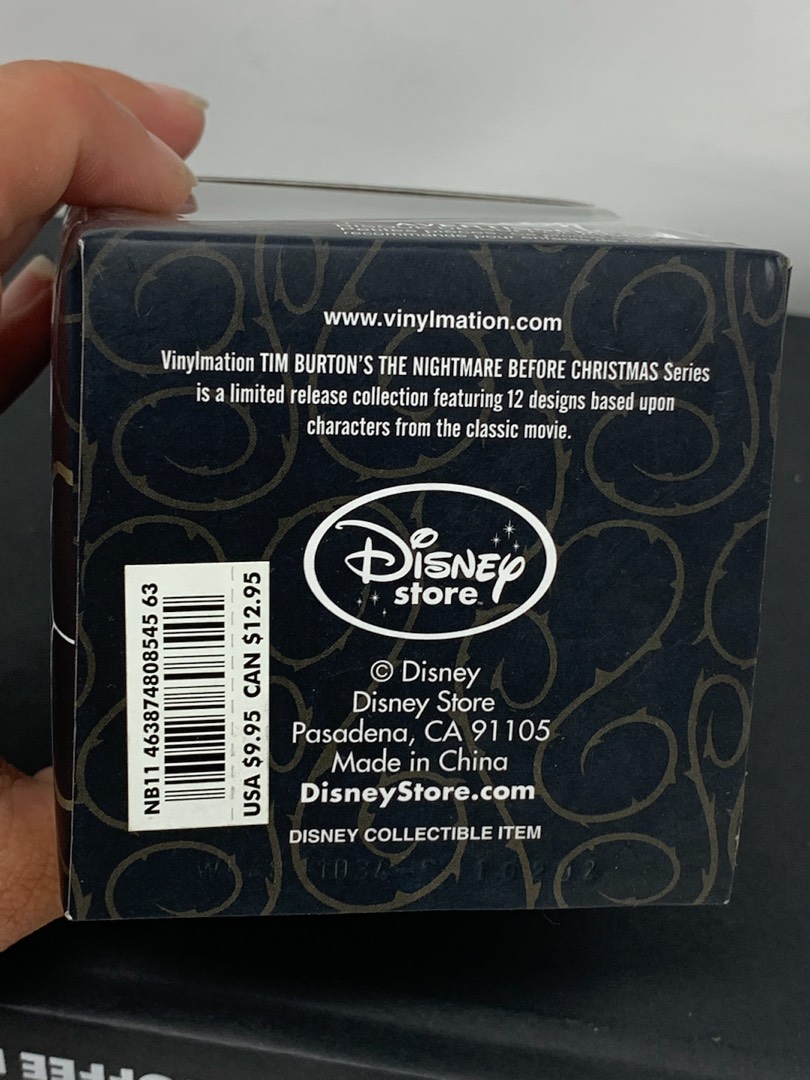 www.vinylmation.com
Vinylmation TIM BURTON'S THE NIGHTMARE BEFORE CHRISTMAS Series
is a limited release collection featuring 12 designs based upon
characters from the classic movie.
Disney
store
NB11 463874808545 63
USA $9.95 CAN $12.95
© Disney
Disney Store
Pasadena, CA 91105
Made in China
DisneyStore.com
DISNEY COLLECTIBLE ITEM